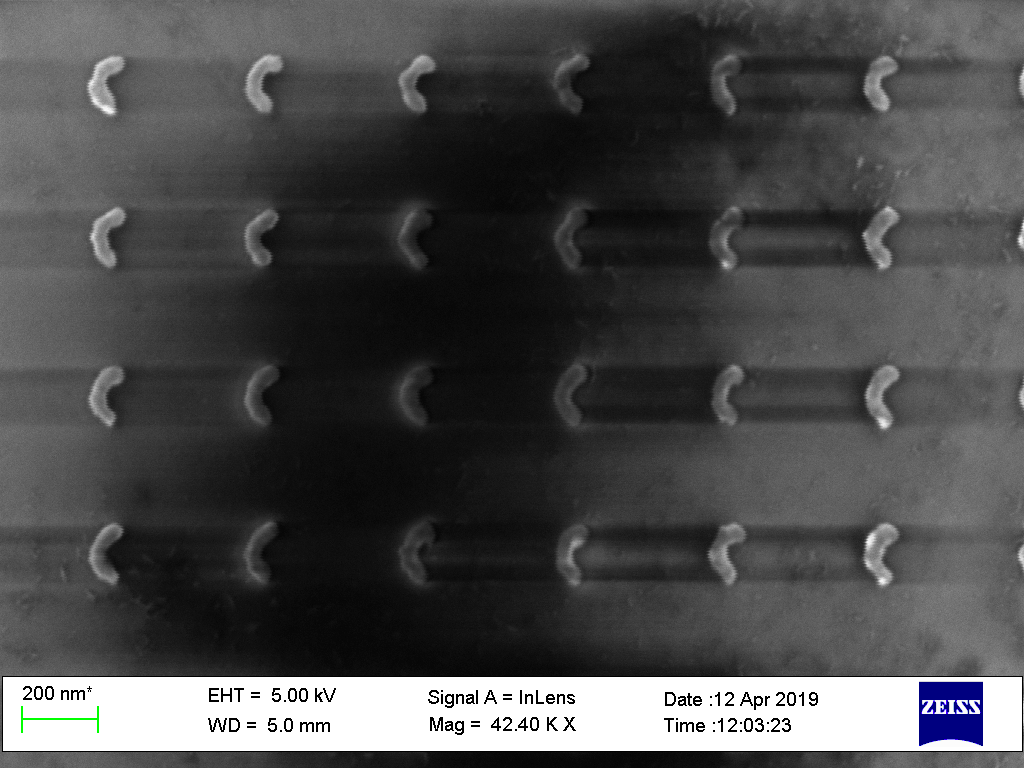 200 nm*
EHT = 5.00 kV
WD = 5.0 mm
Signal A = InLens
Mag = 42.40 K X
Date :12 Apr 2019
Time :12:03:23
ZEISS